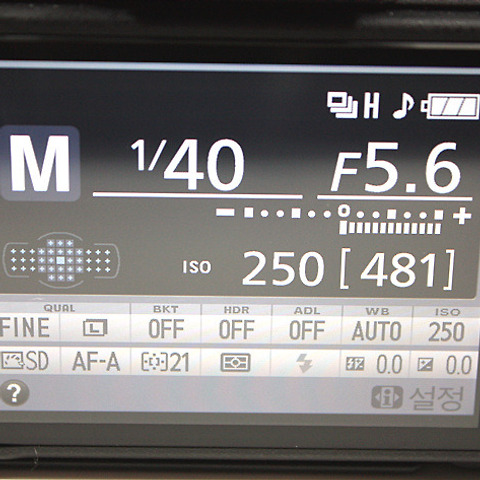 H
M 1/40 F5.6
- +
ISO 250 [481]
QUAL BKT HDR ADL WB ISO
FINE L OFF OFF OFF AUTO 250
SD AF-A [ ]21 0.0 0.0
? i 설정